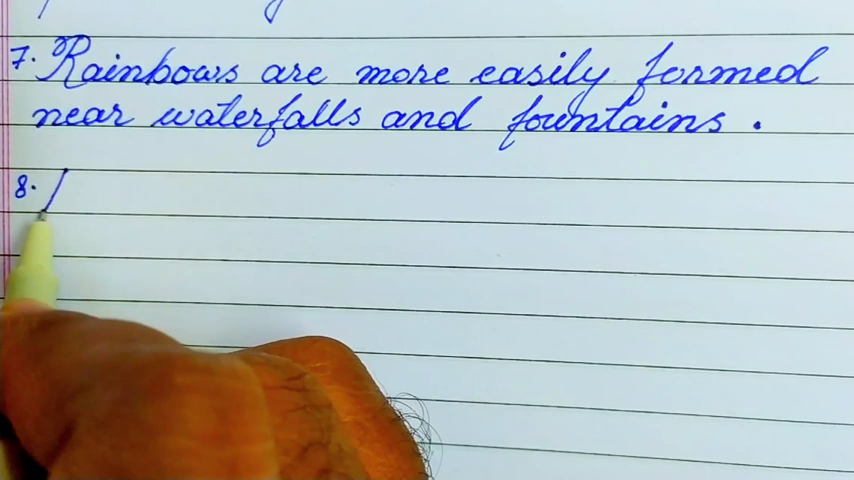 7. Rainbows are more easily formed
near waterfalls and fountains.
8.